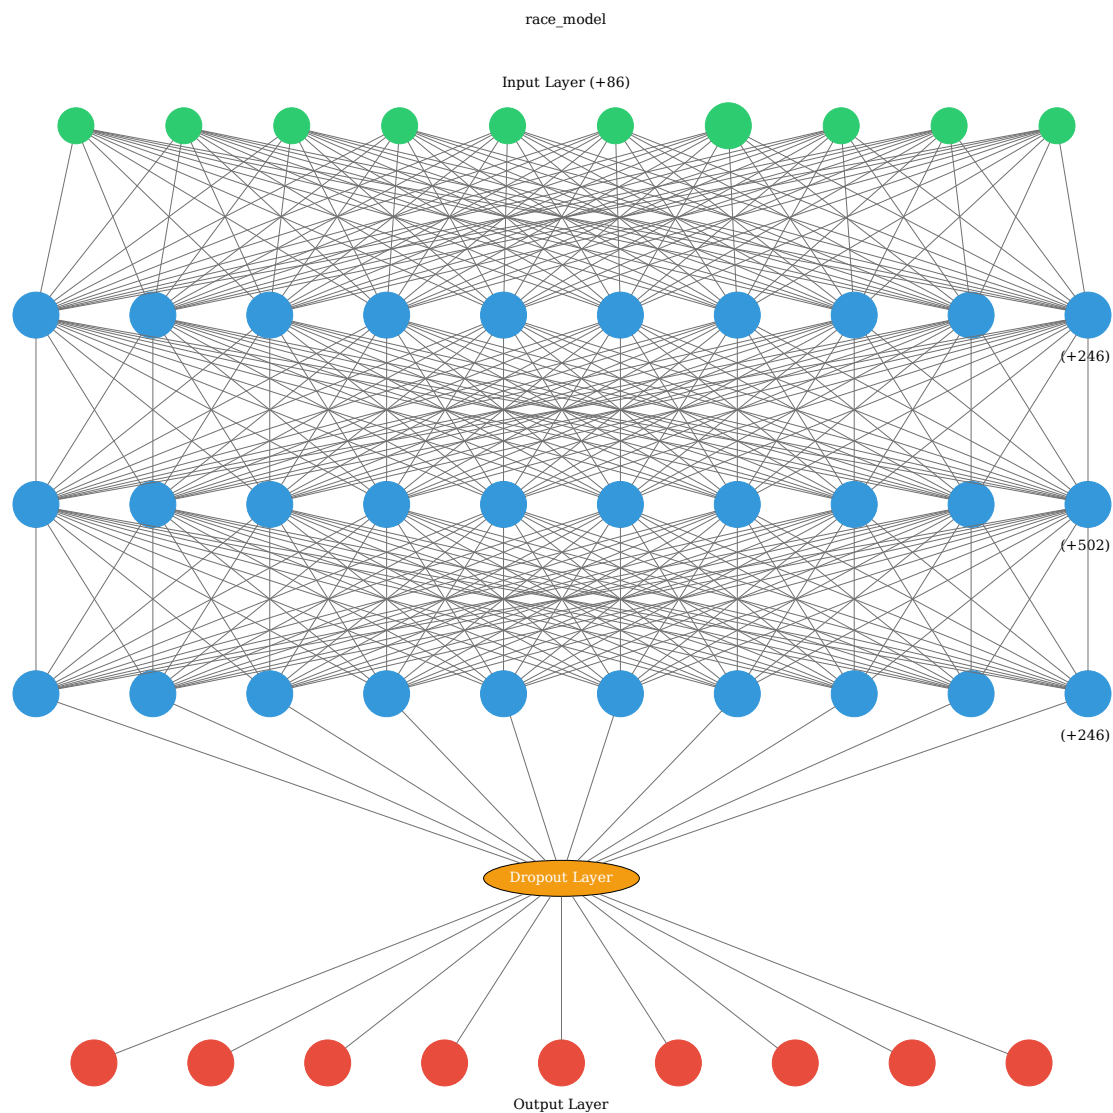 race_model
Input Layer (+86)
(+246)
(+502)
(+246)
Dropout Layer
Output Layer